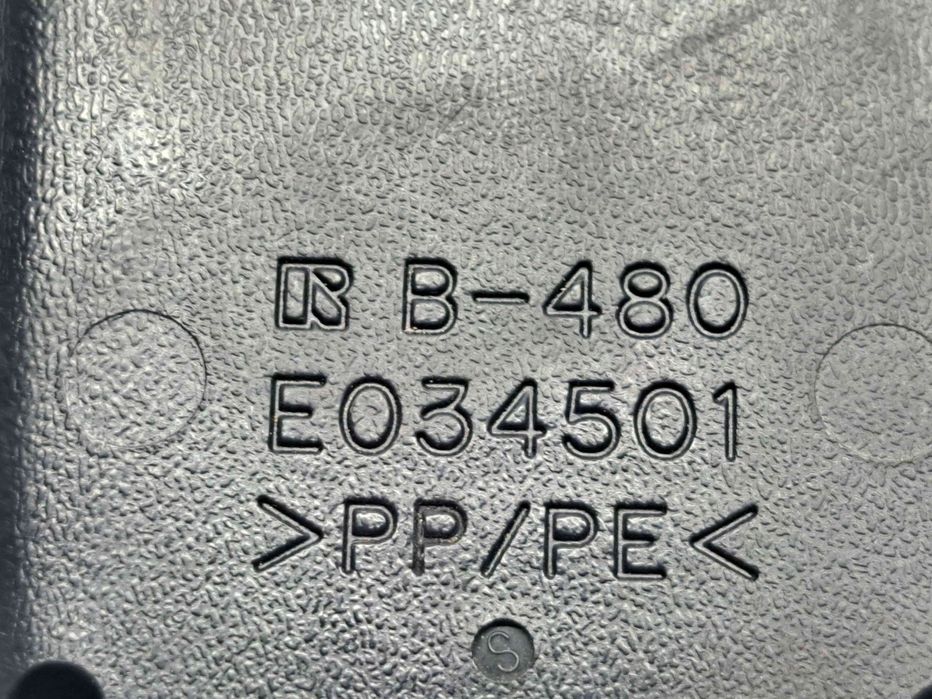 R B-480
E034501
>PP/PE<
S